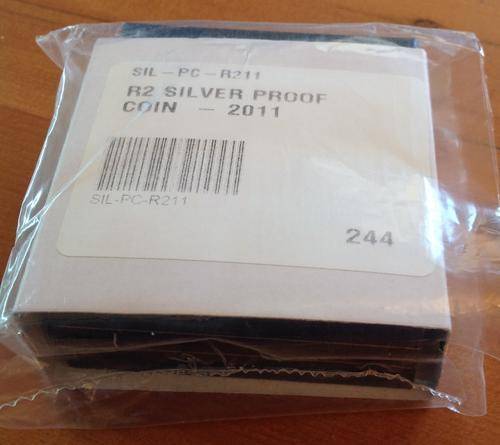 SIL-PC-R211
R2 SILVER PROOF
COIN - 2011
SIL-PC-R211
244